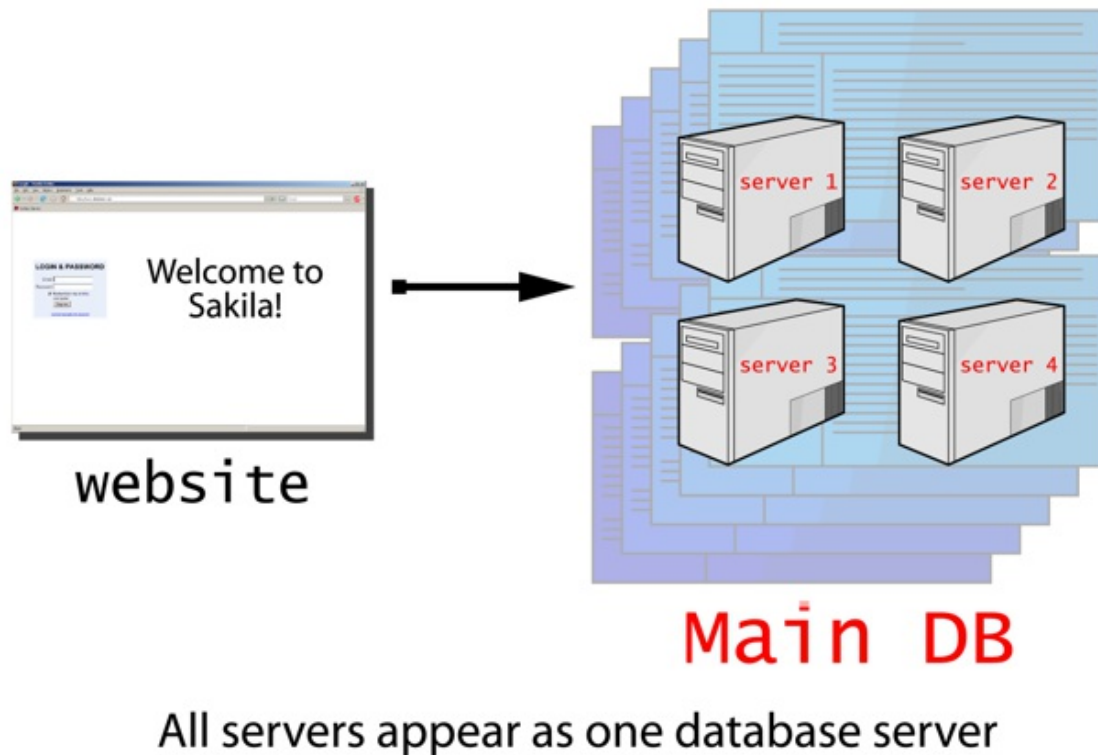 LOGIN & PASSWORD
Welcome to
Sakila!
website
server 1
server 2
server 3
server 4
Main DB
All servers appear as one database server